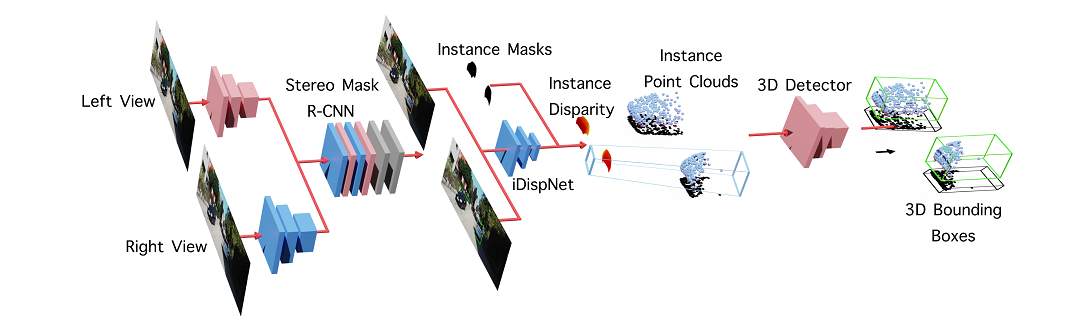 Left View
Right View
Stereo Mask
R-CNN
Instance Masks
iDispNet
Instance
Disparity
Instance
Point Clouds
3D Detector
3D Bounding
Boxes